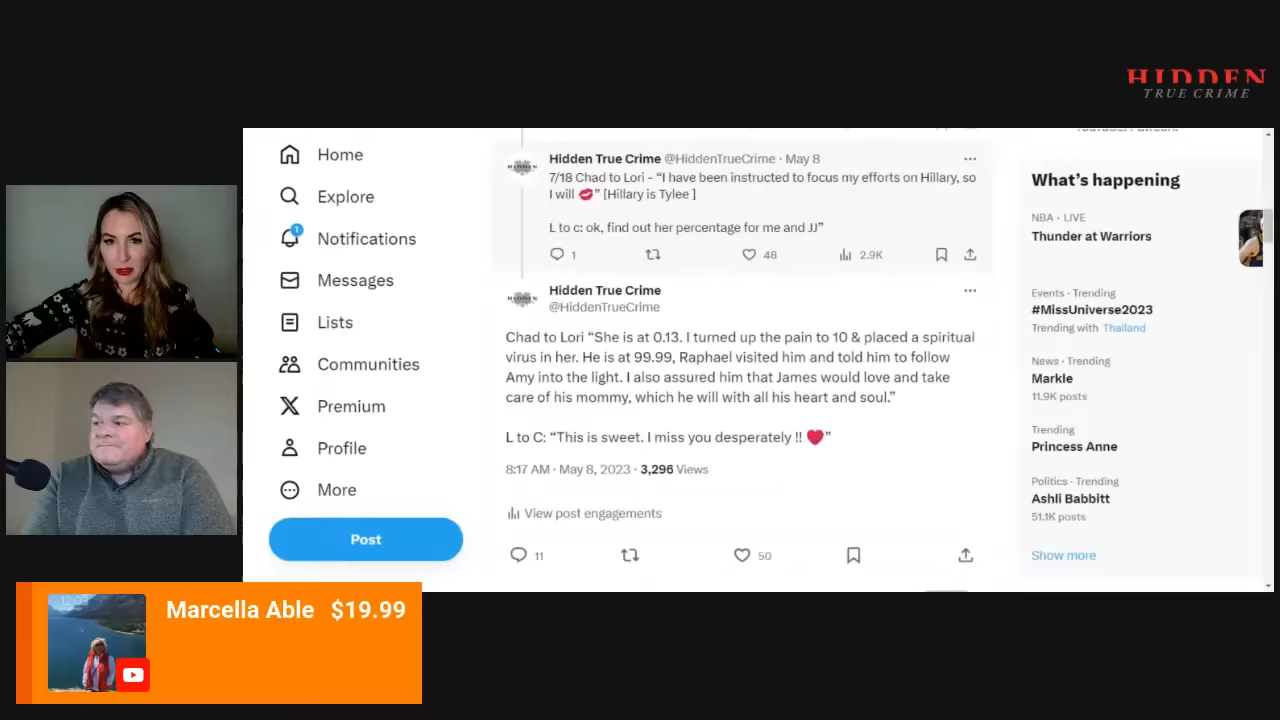 HIDDEN
TRUE CRIME
Home
Explore
1
Notifications
Messages
Lists
Communities
Premium
Profile
More
Post
Hidden True Crime @HiddenTrueCrime · May 8
7/18 Chad to Lori - “I have been instructed to focus my efforts on Hillary, so
I will 💋” [Hillary is Tylee ]
L to c: ok, find out her percentage for me and JJ”
1 48 2.9K
Hidden True Crime
@HiddenTrueCrime
Chad to Lori “She is at 0.13. I turned up the pain to 10 & placed a spiritual
virus in her. He is at 99.99, Raphael visited him and told him to follow
Amy into the light. I also assured him that James would love and take
care of his mommy, which he will with all his heart and soul.”
L to C: “This is sweet. I miss you desperately !! ❤️”
8:17 AM · May 8, 2023 · 3,296 Views
View post engagements
11 50
What’s happening
NBA · LIVE
Thunder at Warriors
Events · Trending
#MissUniverse2023
Trending with Thailand
News · Trending
Markle
11.9K posts
Trending
Princess Anne
Politics · Trending
Ashli Babbitt
51.1K posts
Show more
Marcella Able $19.99